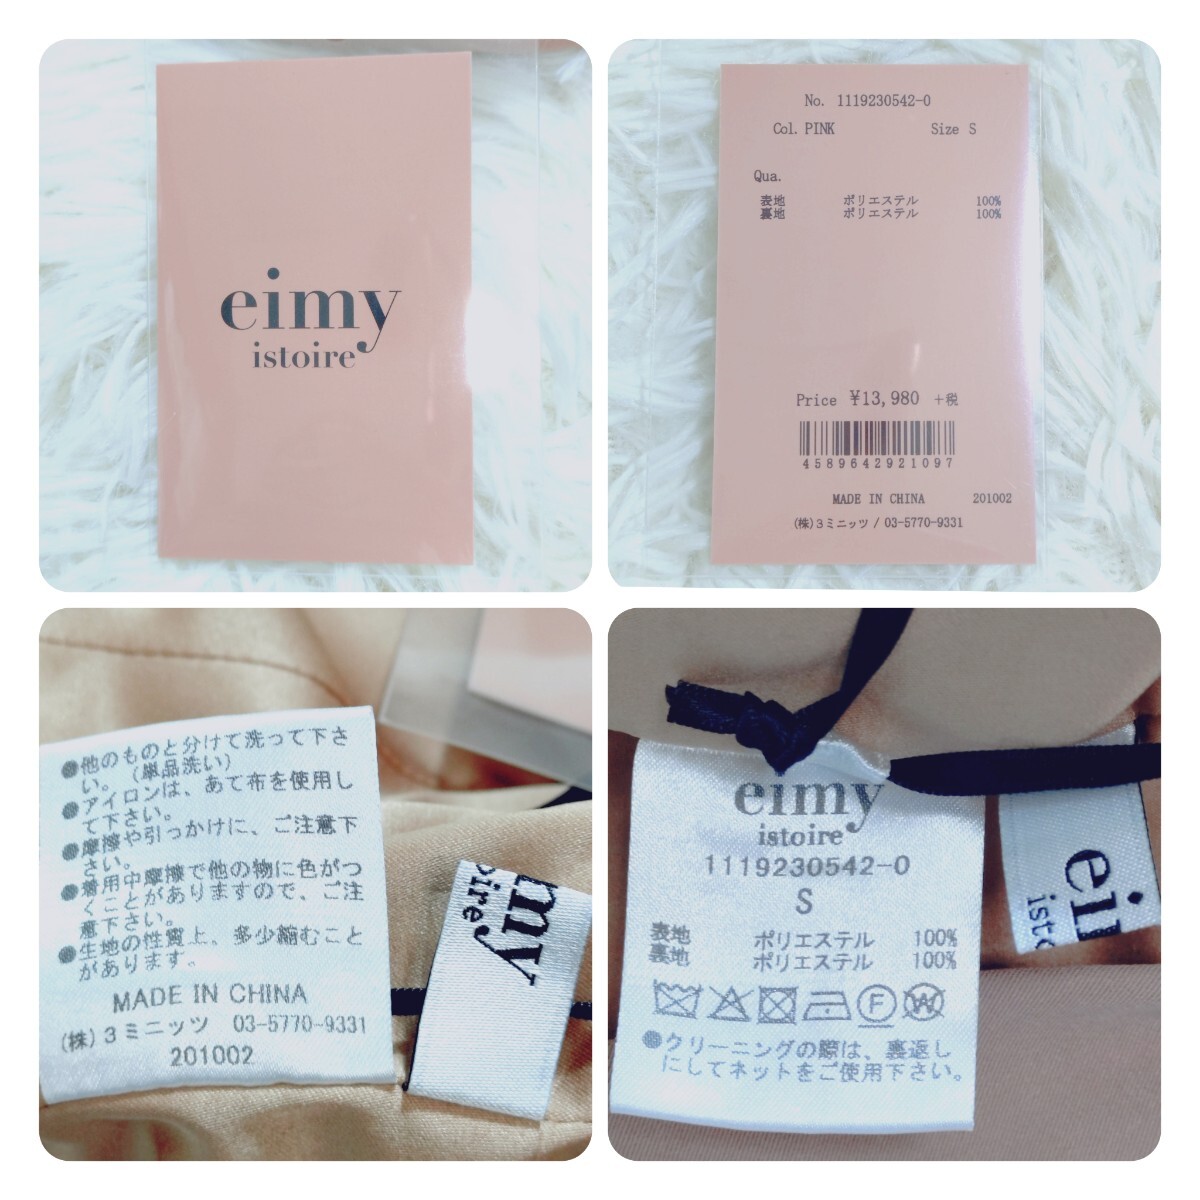 eimy
istoire
No. 1119230542-0
Col. PINK Size S
Qua.
表地 ポリエステル 100%
裏地 ポリエステル 100%
Price ¥13,980 +税
4589642921097
MADE IN CHINA 201002
(株)3ミニッツ / 03-5770-9331
●他のものと分けて洗って下さ
い。(単品洗い)
●アイロンは、あて布を使用し
て下さい。
●摩擦や引っかけに、ご注意下
さい。
●着用中摩擦で他の物に色がつ
くことがありますので、ご注
意下さい。
●生地の性質上、多少縮むこと
があります。
MADE IN CHINA
(株)3ミニッツ 03-5770-9331
201002
my
oire
eimy
istoire
1119230542-0
S
表地 ポリエステル 100%
裏地 ポリエステル 100%
F W
●クリーニングの際は、裏返し
にしてネットをご使用下さい。
ei
isto